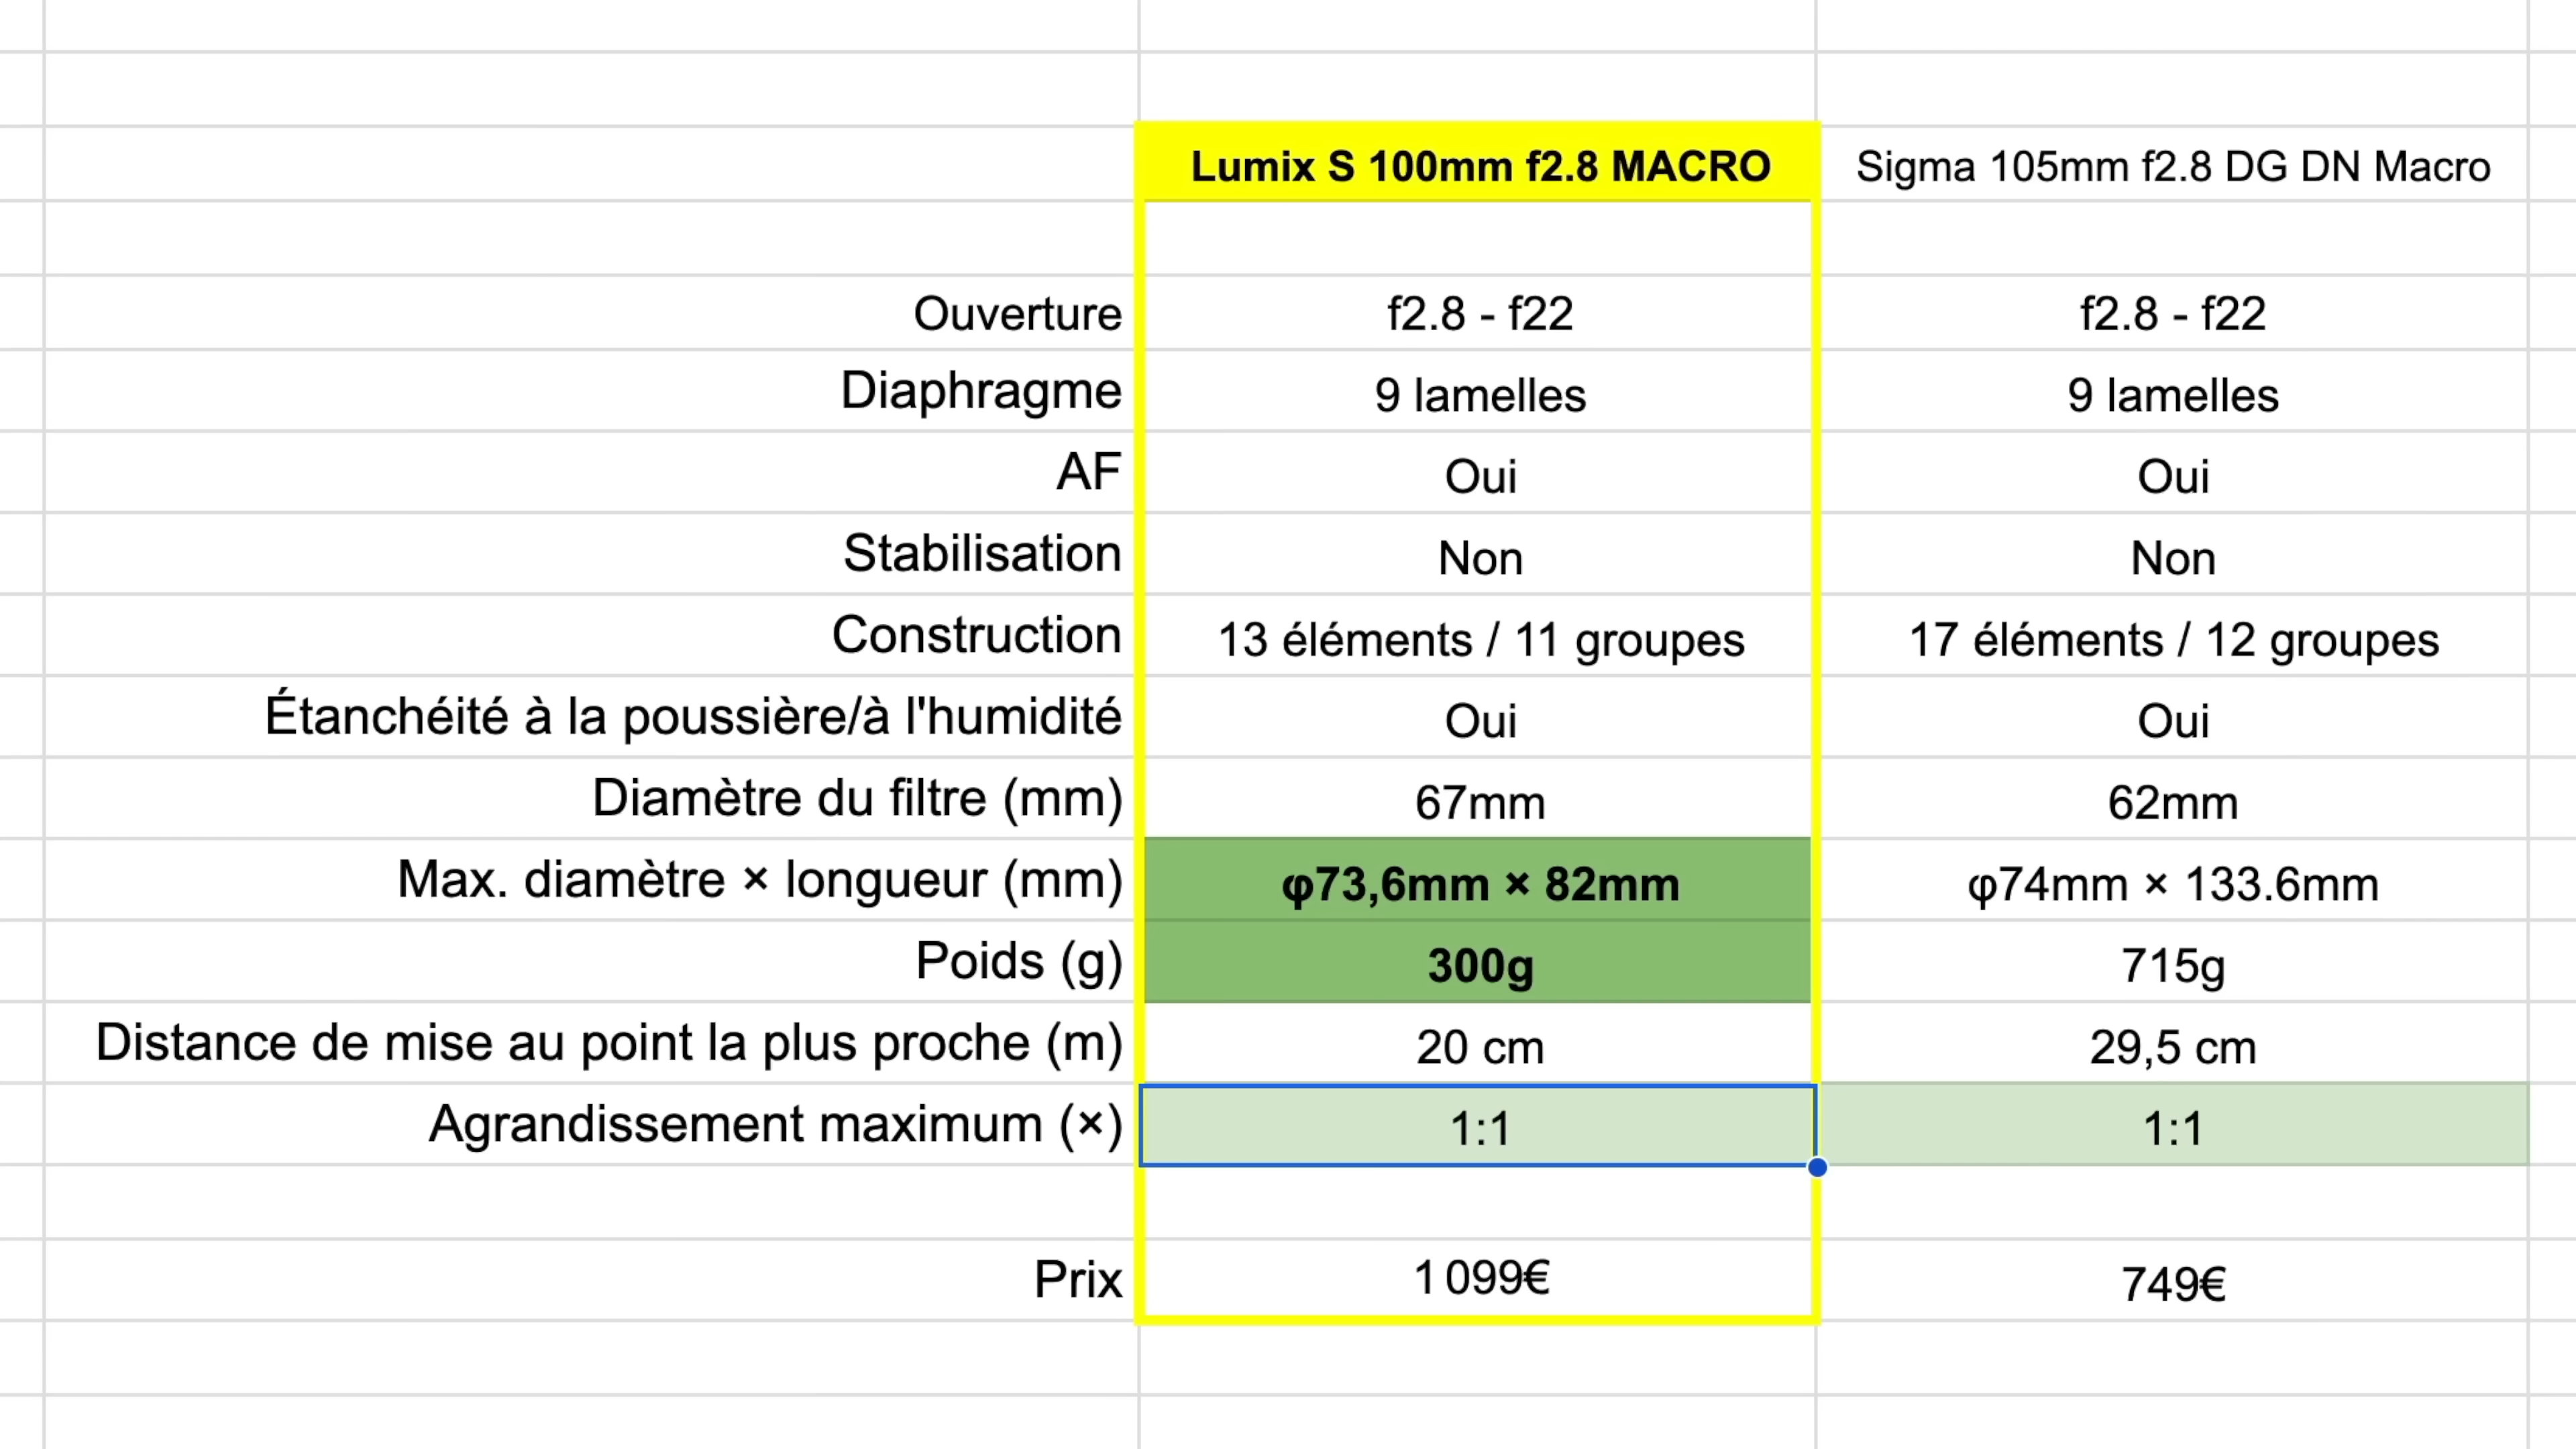 Lumix S 100mm f2.8 MACRO Sigma 105mm f2.8 DG DN Macro
Ouverture f2.8 - f22 f2.8 - f22
Diaphragme 9 lamelles 9 lamelles
AF Oui Oui
Stabilisation Non Non
Construction 13 éléments / 11 groupes 17 éléments / 12 groupes
Étanchéité à la poussière/à l'humidité Oui Oui
Diamètre du filtre (mm) 67mm 62mm
Max. diamètre × longueur (mm) φ73,6mm × 82mm φ74mm × 133.6mm
Poids (g) 300g 715g
Distance de mise au point la plus proche (m) 20 cm 29,5 cm
Agrandissement maximum (×) 1:1 1:1
Prix 1 099€ 749€